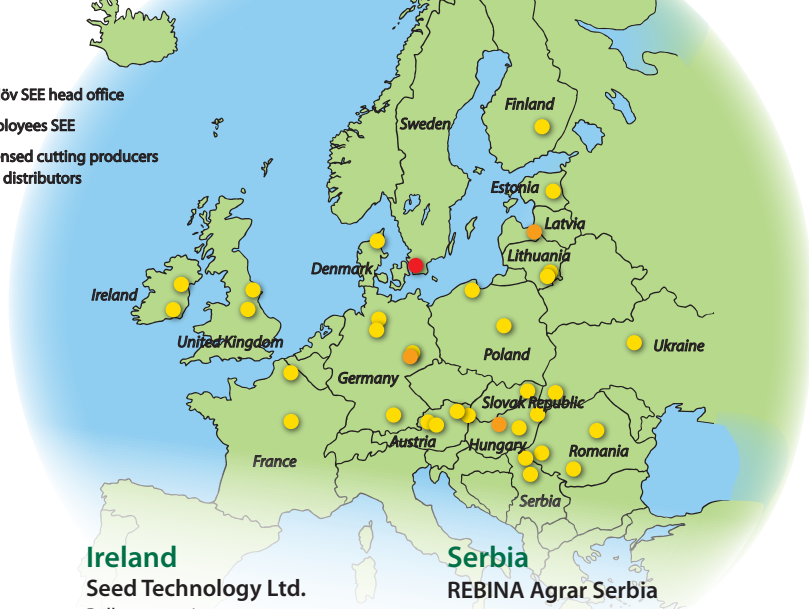 öv SEE head office
ployees SEE
ensed cutting producers
distributors
Finland
Sweden
Estonia
Latvia
Lithuania
Denmark
Ireland
United Kingdom
Ukraine
Poland
Germany
Slovak Republic
Austria
Hungary
Romania
France
Serbia
Ireland
Seed Technology Ltd.
Serbia
REBINA Agrar Serbia